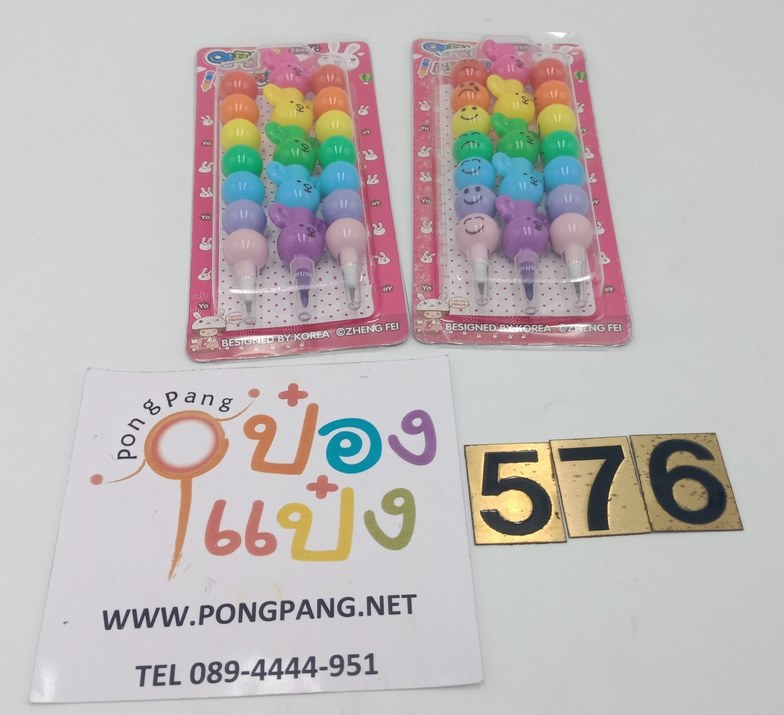 BESIGNED BY KOREA ©ZHENG FEI
BESIGNED BY KOREA ©ZHENG FEI
PongPang
ป๋อง
แป๋ง
WWW.PONGPANG.NET
TEL 089-4444-951
576